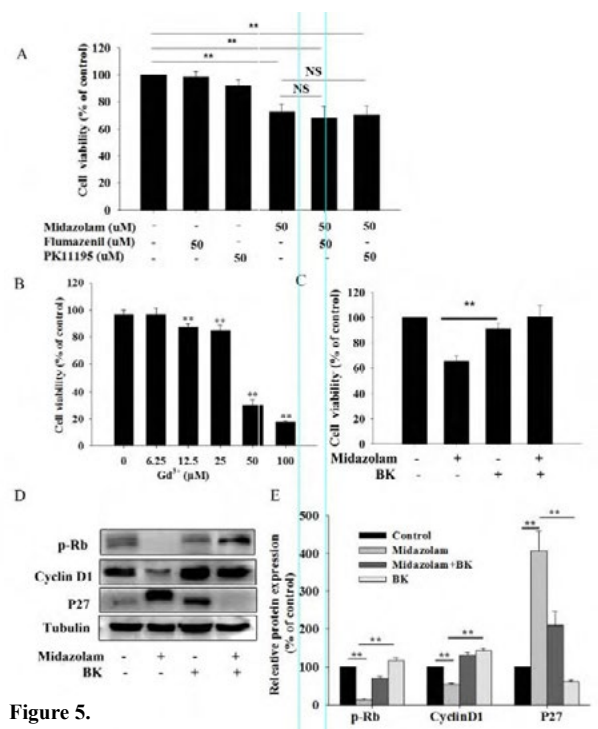 A
**
**
**
NS
NS
Cell viability (% of control)
120
100
80
60
40
20
0
Midazolam (uM) - - - 50 50 50
Flumazenil(uM) - 50 - - 50 -
PK11195 (uM) - - 50 - - 50
B
Cell viability (% of control)
120
100
80
60
40
20
0
** ** ** **
0 6.25 12.5 25 50 100
Gd³⁺ (μM)
C
Cell viability (% of control)
120
100
80
60
40
20
0
**
Midazolam - + - +
BK - - + +
D
p-Rb
Cyclin D1
P27
Tubulin
Midazolam - + - +
BK - - + +
E
Releative protein expression
(% of control)
500
400
300
200
100
0
Control
Midazolam
Midazolam+BK
BK
** ** ** ** ** **
p-Rb CyclinD1 P27
Figure 5.